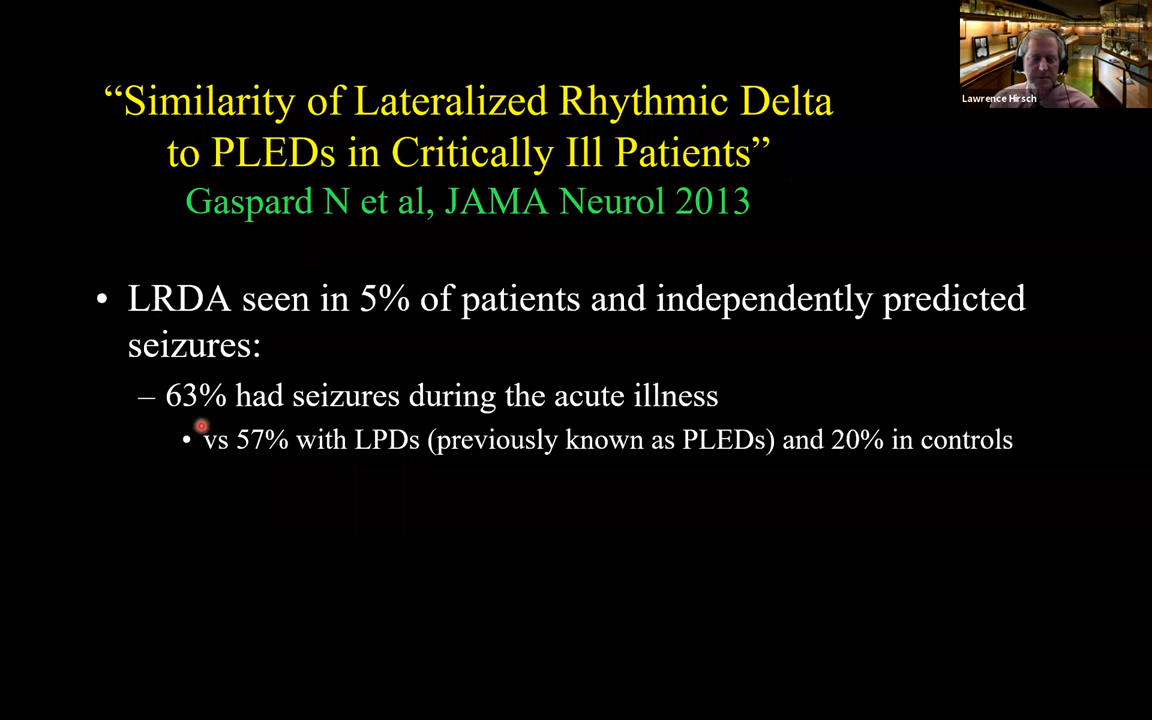 “Similarity of Lateralized Rhythmic Delta
to PLEDs in Critically Ill Patients”
Gaspard N et al, JAMA Neurol 2013
• LRDA seen in 5% of patients and independently predicted
seizures:
– 63% had seizures during the acute illness
• vs 57% with LPDs (previously known as PLEDs) and 20% in controls
Lawrence Hirsch